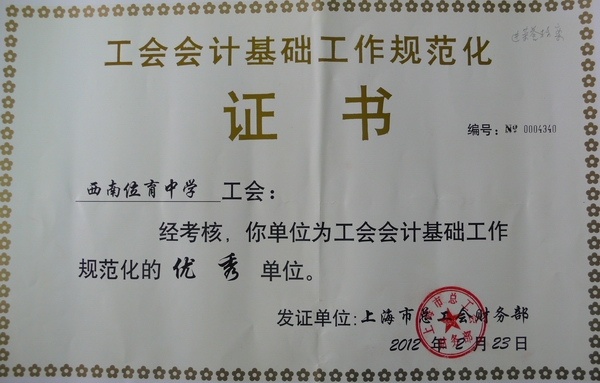 工会会计基础工作规范化
证书
编号：Nº 0004340
西南位育中学 工会：
经考核，你单位为工会会计基础工作
规范化的 优秀 单位。
发证单位：上海市总工会财务部
2012 年 2 月 23 日